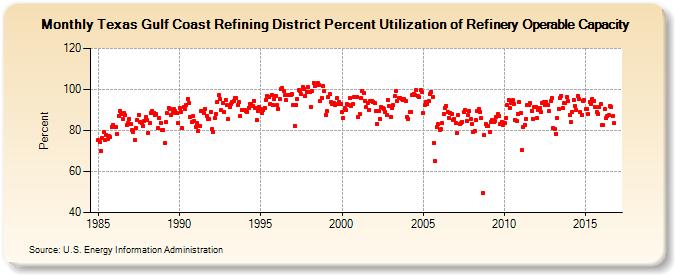 Monthly Texas Gulf Coast Refining District Percent Utilization of Refinery Operable Capacity
Percent
120
100
80
60
40
1985 1990 1995 2000 2005 2010 2015
Source: U.S. Energy Information Administration